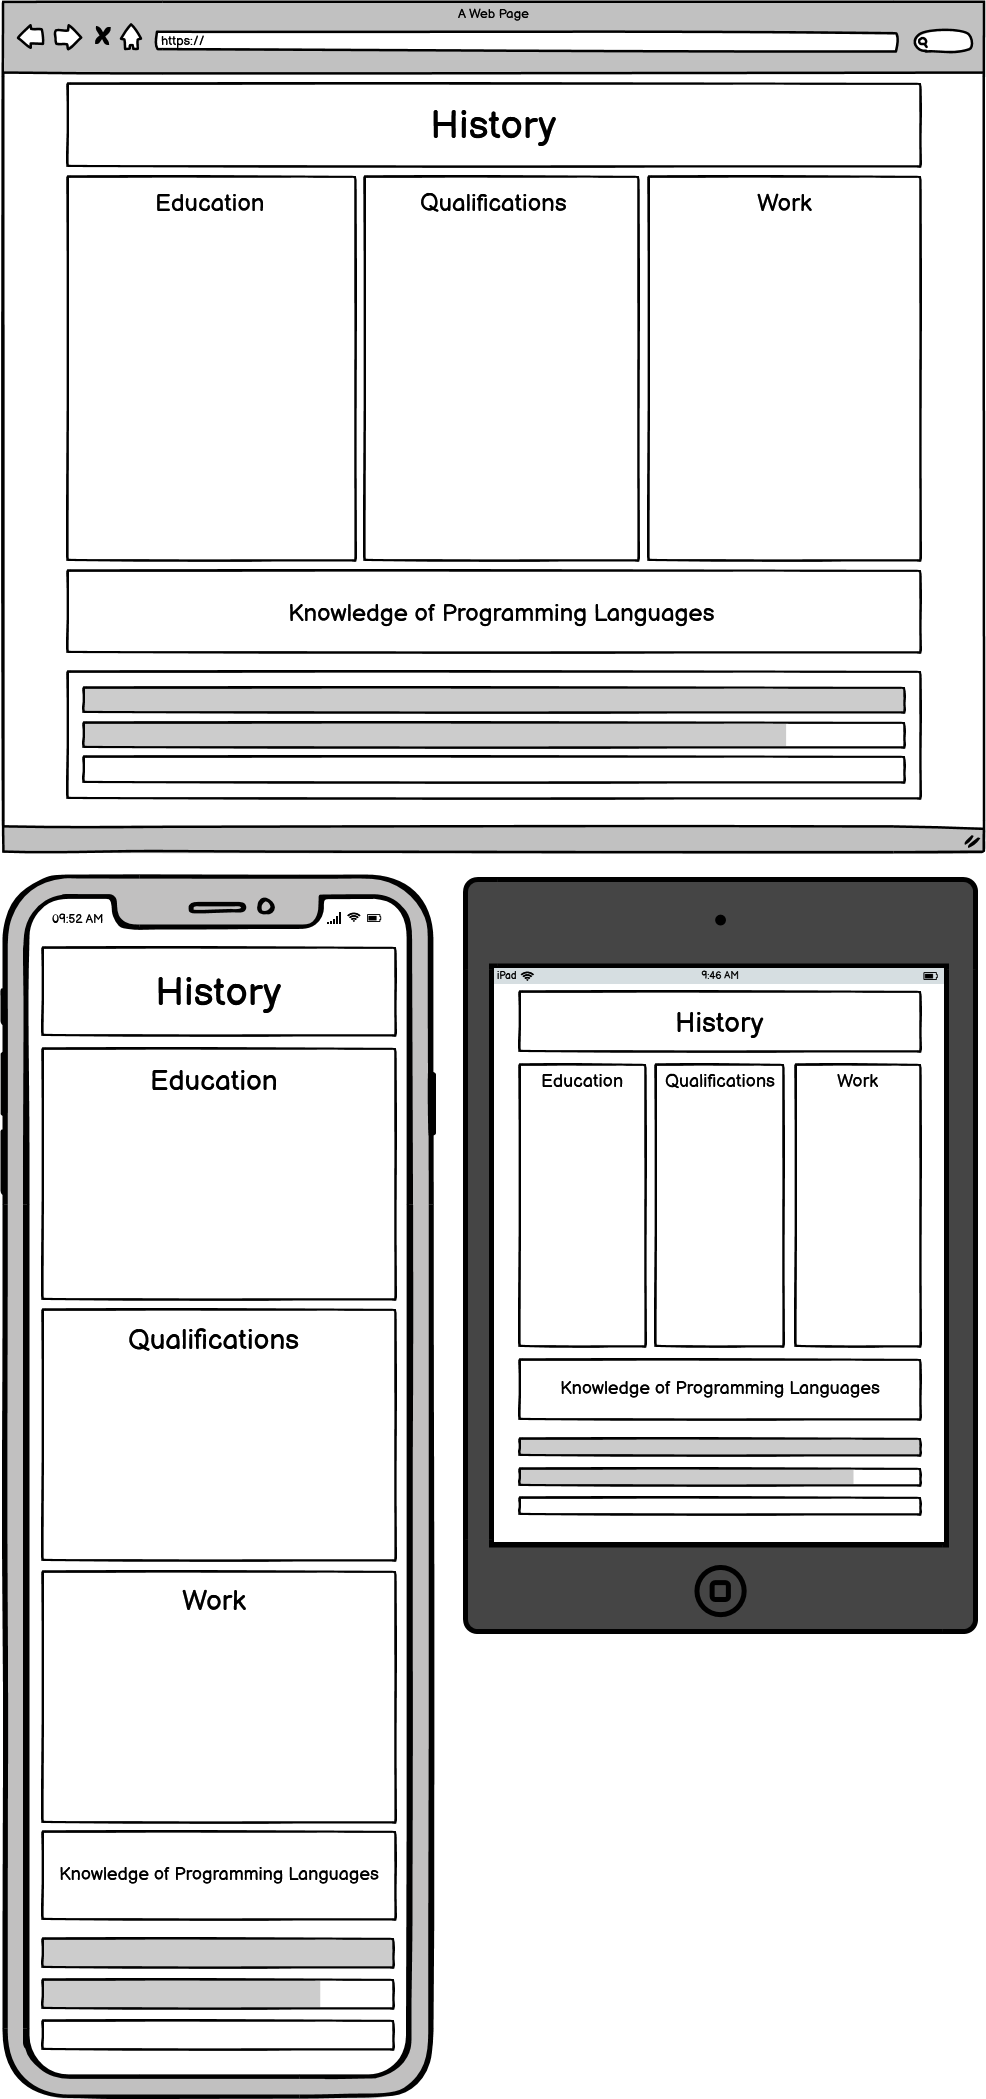 A Web Page
https://
History
Education
Qualifications
Work
Knowledge of Programming Languages
09:52 AM
History
Education
Qualifications
Work
Knowledge of Programming Languages
iPad
9:46 AM
History
Education
Qualifications
Work
Knowledge of Programming Languages